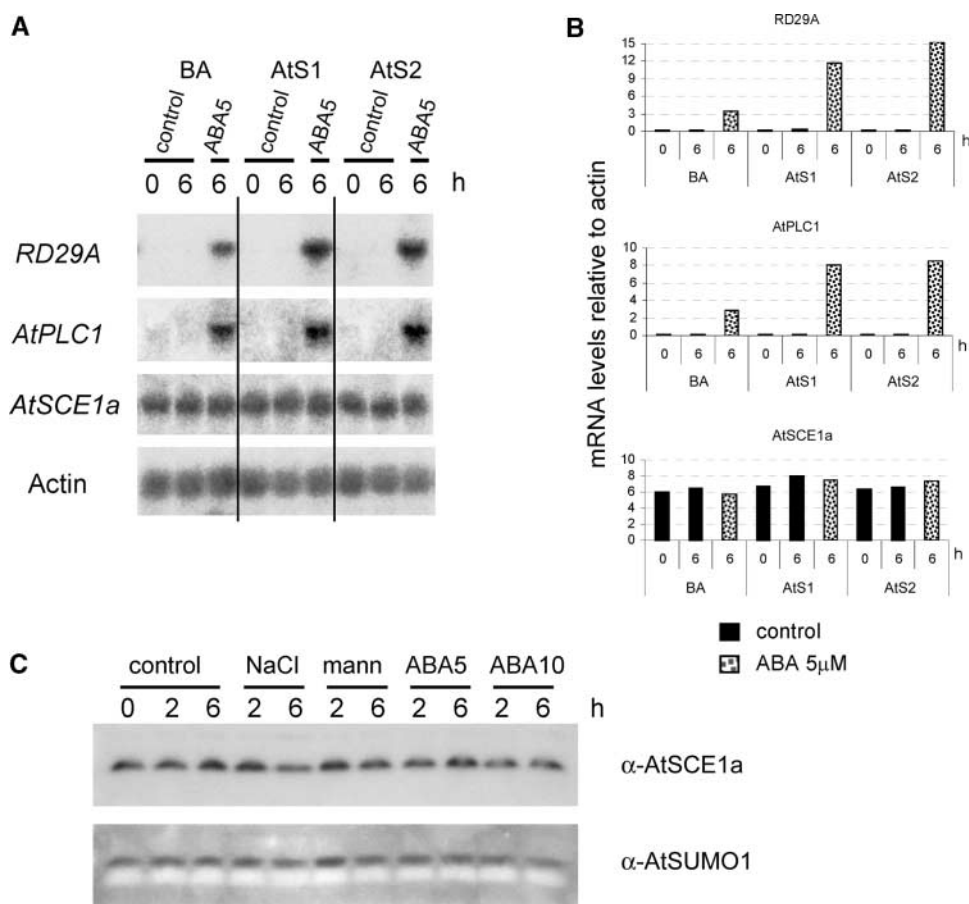 A
BA AtS1 AtS2
control ABA5 control ABA5 control ABA5
0 6 6 0 6 6 0 6 6 h
RD29A
AtPLC1
AtSCE1a
Actin
B
mRNA levels relative to actin
RD29A
15
12
9
6
3
0
0 6 6 0 6 6 0 6 6 h
BA AtS1 AtS2
AtPLC1
10
8
6
4
2
0
0 6 6 0 6 6 0 6 6 h
BA AtS1 AtS2
AtSCE1a
10
8
6
4
2
0
0 6 6 0 6 6 0 6 6 h
BA AtS1 AtS2
control
ABA 5μM
C
control NaCl mann ABA5 ABA10
0 2 6 2 6 2 6 2 6 2 6 h
α-AtSCE1a
α-AtSUMO1